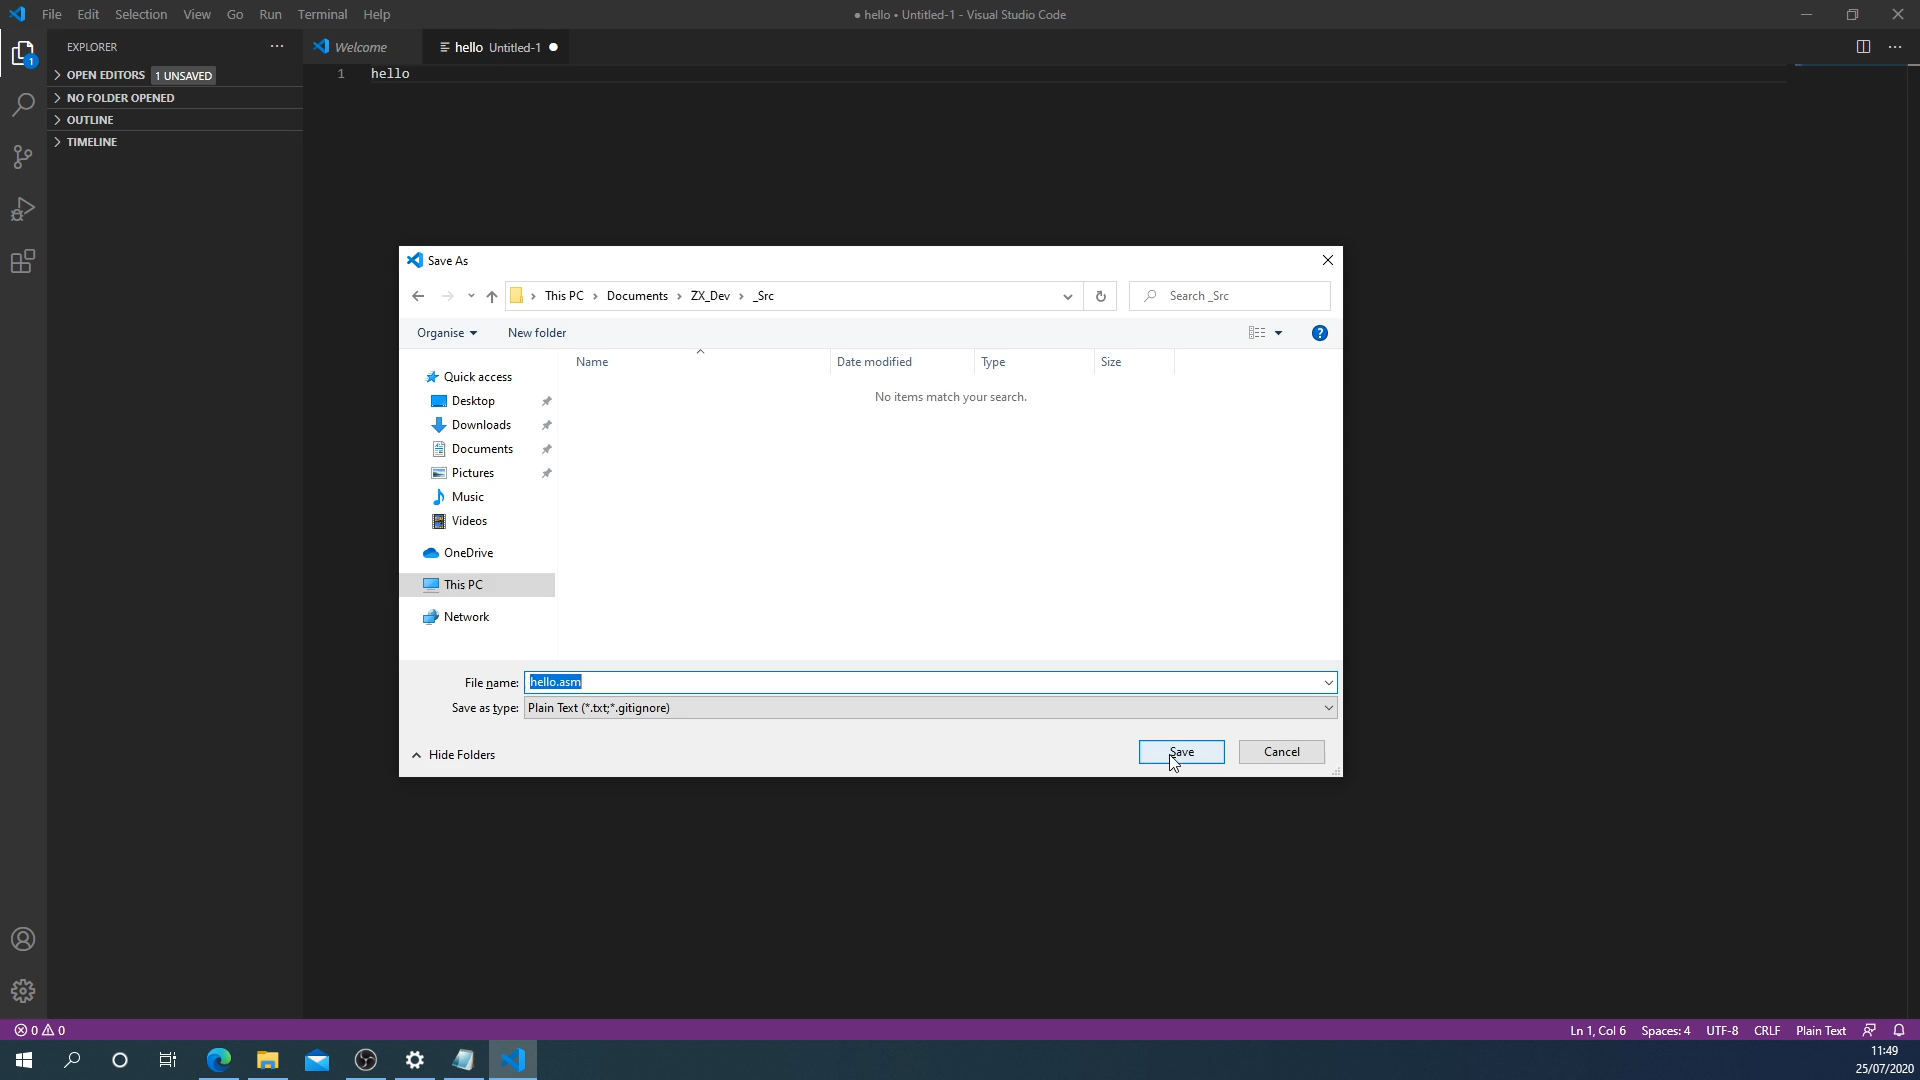 File Edit Selection View Go Run Terminal Help
● hello • Untitled-1 - Visual Studio Code
EXPLORER ···
1
OPEN EDITORS 1 UNSAVED
NO FOLDER OPENED
OUTLINE
TIMELINE
Welcome
hello Untitled-1 ●
1 hello
Save As
This PC › Documents › ZX_Dev › _Src
Search _Src
Organise New folder
Name Date modified Type Size
No items match your search.
Quick access
Desktop
Downloads
Documents
Pictures
Music
Videos
OneDrive
This PC
Network
File name: hello.asm
Save as type: Plain Text (*.txt;*.gitignore)
Hide Folders
Save Cancel
0 0
Ln 1, Col 6 Spaces: 4 UTF-8 CRLF Plain Text
11:49
25/07/2020